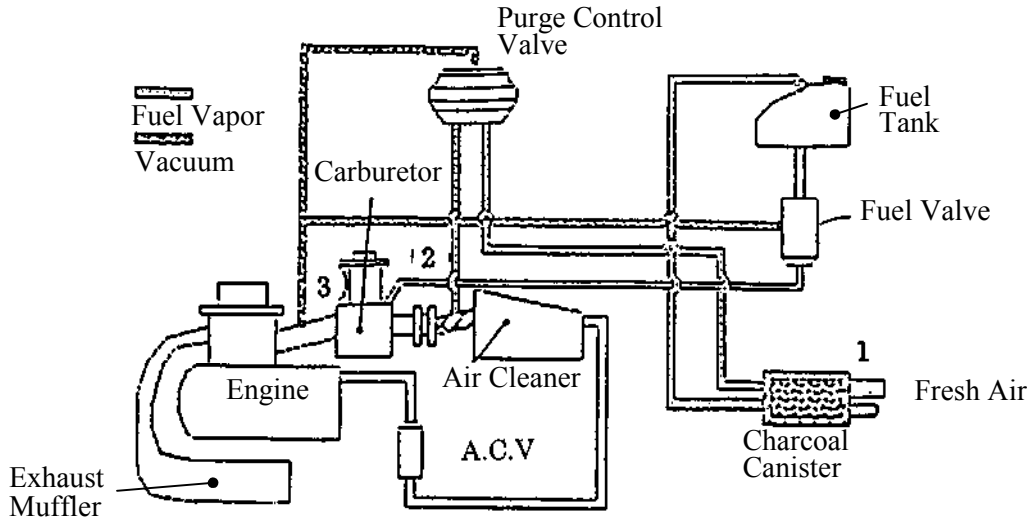 Purge Control
Valve
Fuel Vapor
Vacuum
Carburetor
Fuel
Tank
Fuel Valve
2
3
1
Engine
Air Cleaner
Fresh Air
A.C.V
Charcoal
Canister
Exhaust
Muffler